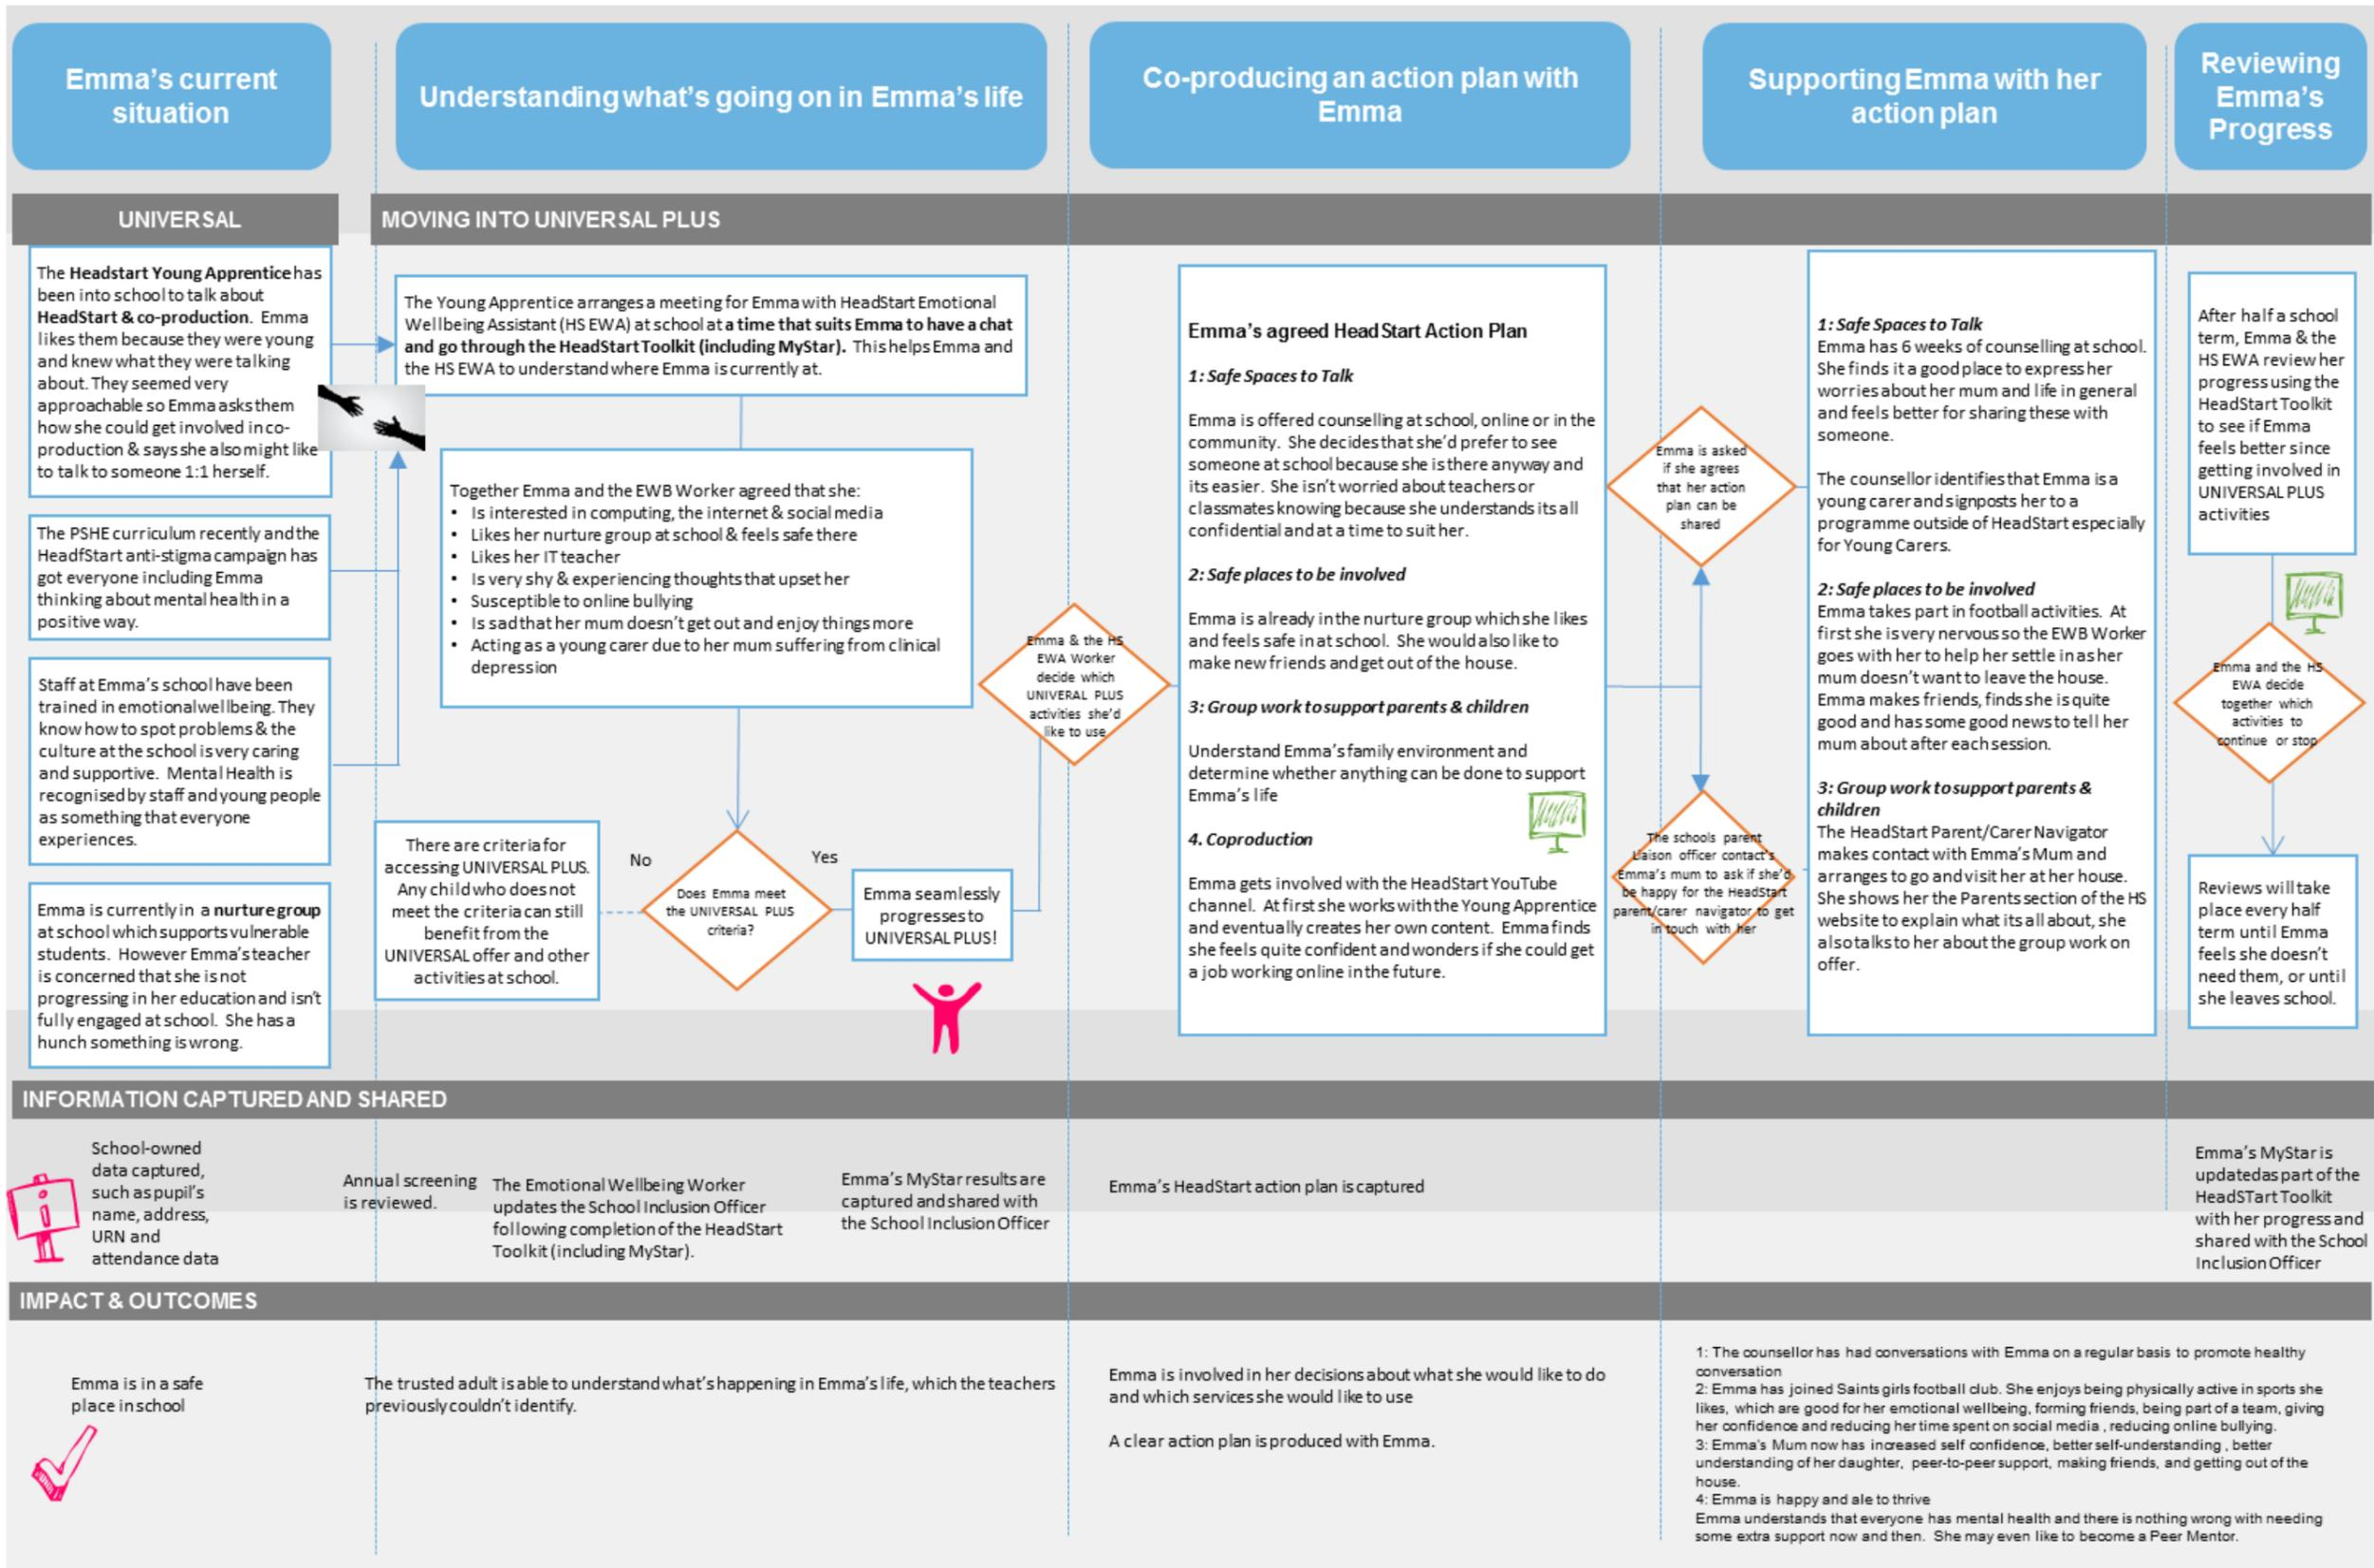 Emma's current
situation
Understanding what's going on in Emma's life
Co-producing an action plan with
Emma
Supporting Emma with her
action plan
Reviewing
Emma's
Progress
UNIVERSAL
MOVING INTO UNIVERSAL PLUS
The Headstart Young Apprentice has
been into school to talk about
HeadStart & co-production. Emma
likes them because they were young
and knew what they were talking
about. They seemed very
approachable so Emma asks them
how she could get involved in co-
production & says she also might like
to talk to someone 1:1 herself.
The PSHE curriculum recently and the
HeadfStart anti-stigma campaign has
got everyone including Emma
thinking about mental health in a
positive way.
Staff at Emma's school have been
trained in emotional wellbeing. They
know how to spot problems & the
culture at the school is very caring
and supportive. Mental Health is
recognised by staff and young people
as something that everyone
experiences.
Emma is currently in a nurture group
at school which supports vulnerable
students. However Emma's teacher
is concerned that she is not
progressing in her education and isn't
fully engaged at school. She has a
hunch something is wrong.
The Young Apprentice arranges a meeting for Emma with HeadStart Emotional
Wellbeing Assistant (HS EWA) at school at a time that suits Emma to have a chat
and go through the HeadStart Toolkit (including MyStar). This helps Emma and
the HS EWA to understand where Emma is currently at.
Together Emma and the EWB Worker agreed that she:
• Is interested in computing, the internet & social media
• Likes her nurture group at school & feels safe there
• Likes her IT teacher
• Is very shy & experiencing thoughts that upset her
• Susceptible to online bullying
• Is sad that her mum doesn't get out and enjoy things more
• Acting as a young carer due to her mum suffering from clinical
depression
There are criteria for
accessing UNIVERSAL PLUS.
Any child who does not
meet the criteria can still
benefit from the
UNIVERSAL offer and other
activities at school.
No
Does Emma meet
the UNIVERSAL PLUS
criteria?
Yes
Emma seamlessly
progresses to
UNIVERSAL PLUS!
Emma & the HS
EWA Worker
decide which
UNIVERAL PLUS
activities she'd
like to use
Emma's agreed HeadStart Action Plan
1: Safe Spaces to Talk
Emma is offered counselling at school, online or in the
community. She decides that she'd prefer to see
someone at school because she is there anyway and
its easier. She isn't worried about teachers or
classmates knowing because she understands its all
confidential and at a time to suit her.
2: Safe places to be involved
Emma is already in the nurture group which she likes
and feels safe in at school. She would also like to
make new friends and get out of the house.
3: Group work to support parents & children
Understand Emma's family environment and
determine whether anything can be done to support
Emma's life
4. Coproduction
Emma gets involved with the HeadStart YouTube
channel. At first she works with the Young Apprentice
and eventually creates her own content. Emma finds
she feels quite confident and wonders if she could get
a job working online in the future.
Emma is asked
if she agrees
that her action
plan can be
shared
The schools parent
Liaison officer contact's
Emma's mum to ask if she'd
be happy for the HeadStart
parent/carer navigator to get
in touch with her
1: Safe Spaces to Talk
Emma has 6 weeks of counselling at school.
She finds it a good place to express her
worries about her mum and life in general
and feels better for sharing these with
someone.
The counsellor identifies that Emma is a
young carer and signposts her to a
programme outside of HeadStart especially
for Young Carers.
2: Safe places to be involved
Emma takes part in football activities. At
first she is very nervous so the EWB Worker
goes with her to help her settle in as her
mum doesn't want to leave the house.
Emma makes friends, finds she is quite
good and has some good news to tell her
mum about after each session.
3: Group work to support parents &
children
The HeadStart Parent/Carer Navigator
makes contact with Emma's Mum and
arranges to go and visit her at her house.
She shows her the Parents section of the HS
website to explain what its all about, she
also talks to her about the group work on
offer.
After half a school
term, Emma & the
HS EWA review her
progress using the
HeadStart Toolkit
to see if Emma
feels better since
getting involved in
UNIVERSAL PLUS
activities
Emma and the HS
EWA decide
together which
activities to
continue or stop
Reviews will take
place every half
term until Emma
feels she doesn't
need them, or until
she leaves school.
INFORMATION CAPTURED AND SHARED
School-owned
data captured,
such as pupil's
name, address,
URN and
attendance data
Annual screening
is reviewed.
The Emotional Wellbeing Worker
updates the School Inclusion Officer
following completion of the HeadStart
Toolkit (including MyStar).
Emma's MyStar results are
captured and shared with
the School Inclusion Officer
Emma's HeadStart action plan is captured
Emma's MyStar is
updatedas part of the
HeadSTart Toolkit
with her progress and
shared with the School
Inclusion Officer
IMPACT & OUTCOMES
Emma is in a safe
place in school
The trusted adult is able to understand what's happening in Emma's life, which the teachers
previously couldn't identify.
Emma is involved in her decisions about what she would like to do
and which services she would like to use
A clear action plan is produced with Emma.
1: The counsellor has had conversations with Emma on a regular basis to promote healthy
conversation
2: Emma has joined Saints girls football club. She enjoys being physically active in sports she
likes, which are good for her emotional wellbeing, forming friends, being part of a team, giving
her confidence and reducing her time spent on social media , reducing online bullying.
3: Emma's Mum now has increased self confidence, better self-understanding , better
understanding of her daughter, peer-to-peer support, making friends, and getting out of the
house.
4: Emma is happy and ale to thrive
Emma understands that everyone has mental health and there is nothing wrong with needing
some extra support now and then. She may even like to become a Peer Mentor.